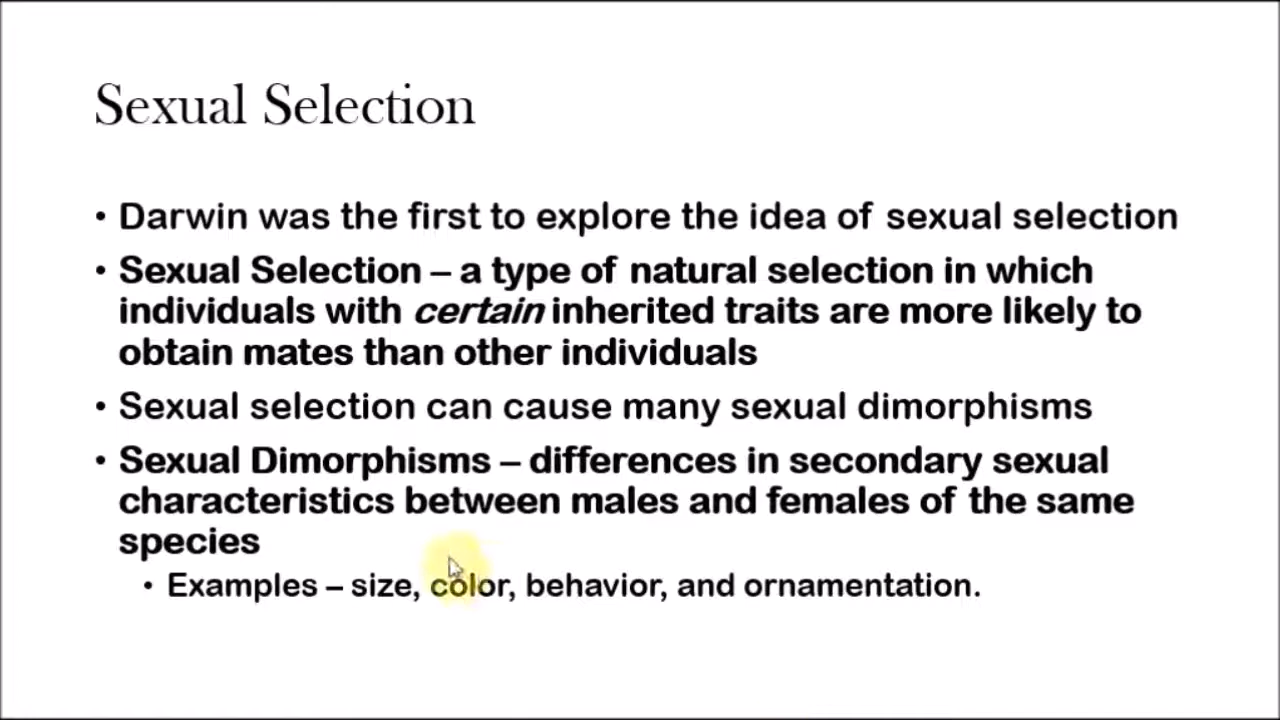 Sexual Selection
• Darwin was the first to explore the idea of sexual selection
• Sexual Selection – a type of natural selection in which
individuals with certain inherited traits are more likely to
obtain mates than other individuals
• Sexual selection can cause many sexual dimorphisms
• Sexual Dimorphisms – differences in secondary sexual
characteristics between males and females of the same
species
• Examples – size, color, behavior, and ornamentation.